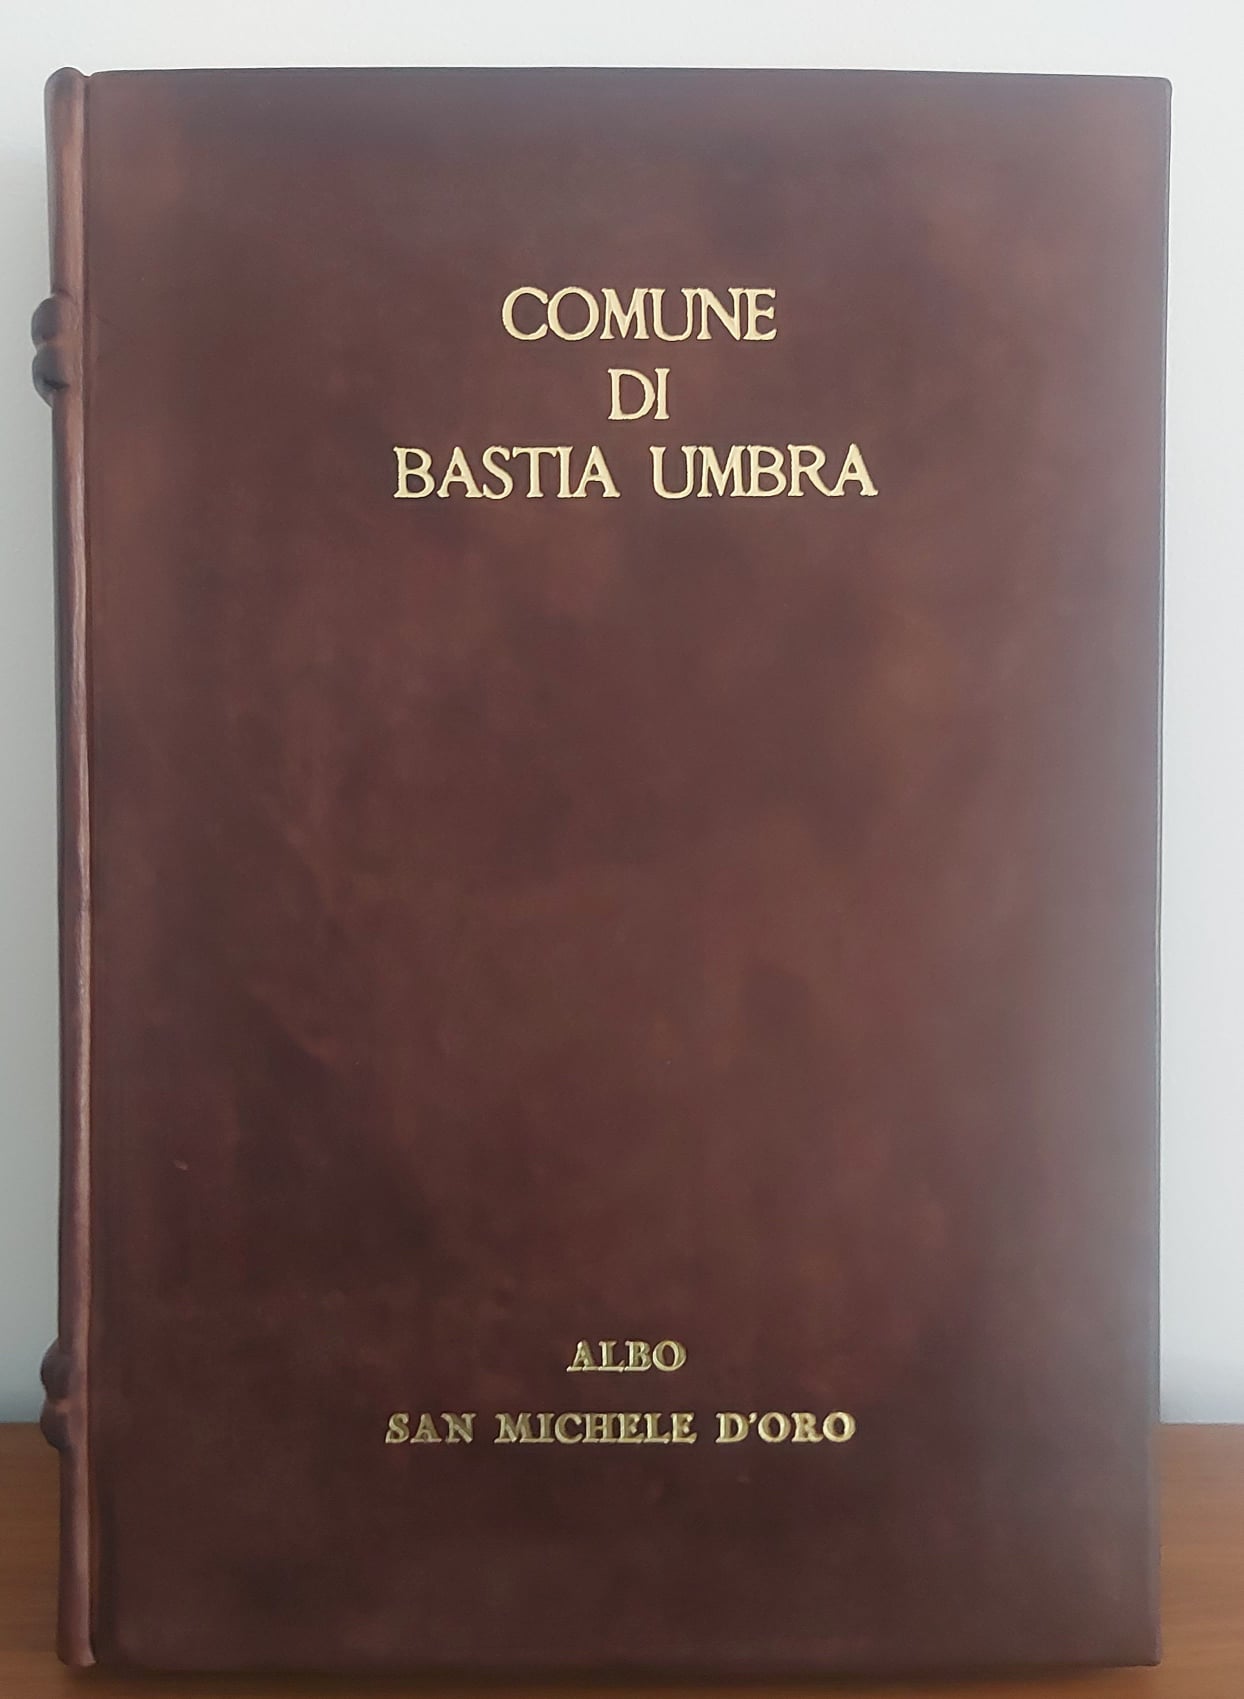 COMUNE
DI
BASTIA UMBRA
ALBO
SAN MICHELE D'ORO